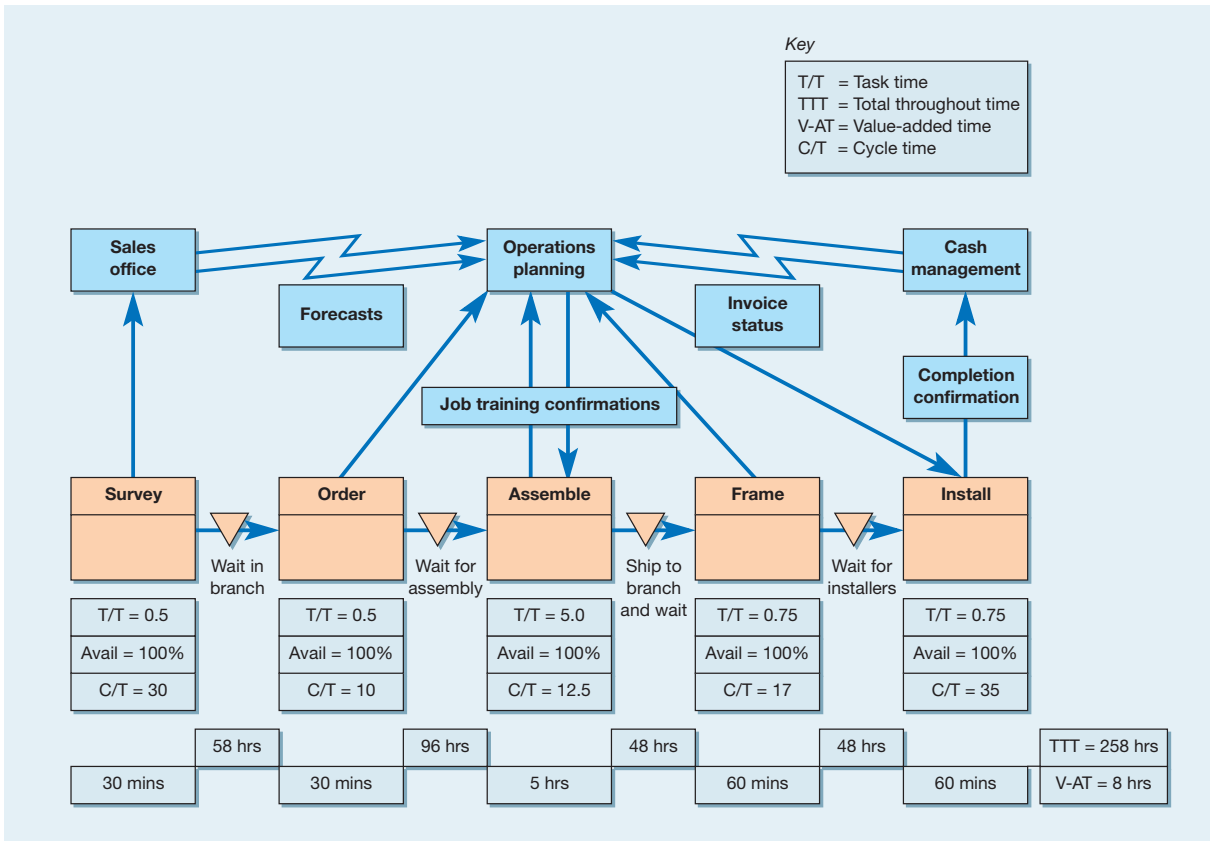 Key
T/T = Task time
TTT = Total throughout time
V-AT = Value-added time
C/T = Cycle time
Sales
office
Operations
planning
Cash
management
Forecasts
Invoice
status
Job training confirmations
Completion
confirmation
Survey
Order
Assemble
Frame
Install
Wait in
branch
Wait for
assembly
Ship to
branch
and wait
Wait for
installers
T/T = 0.5
Avail = 100%
C/T = 30
T/T = 0.5
Avail = 100%
C/T = 10
T/T = 5.0
Avail = 100%
C/T = 12.5
T/T = 0.75
Avail = 100%
C/T = 17
T/T = 0.75
Avail = 100%
C/T = 35
58 hrs
96 hrs
48 hrs
48 hrs
TTT = 258 hrs
30 mins
30 mins
5 hrs
60 mins
60 mins
V-AT = 8 hrs